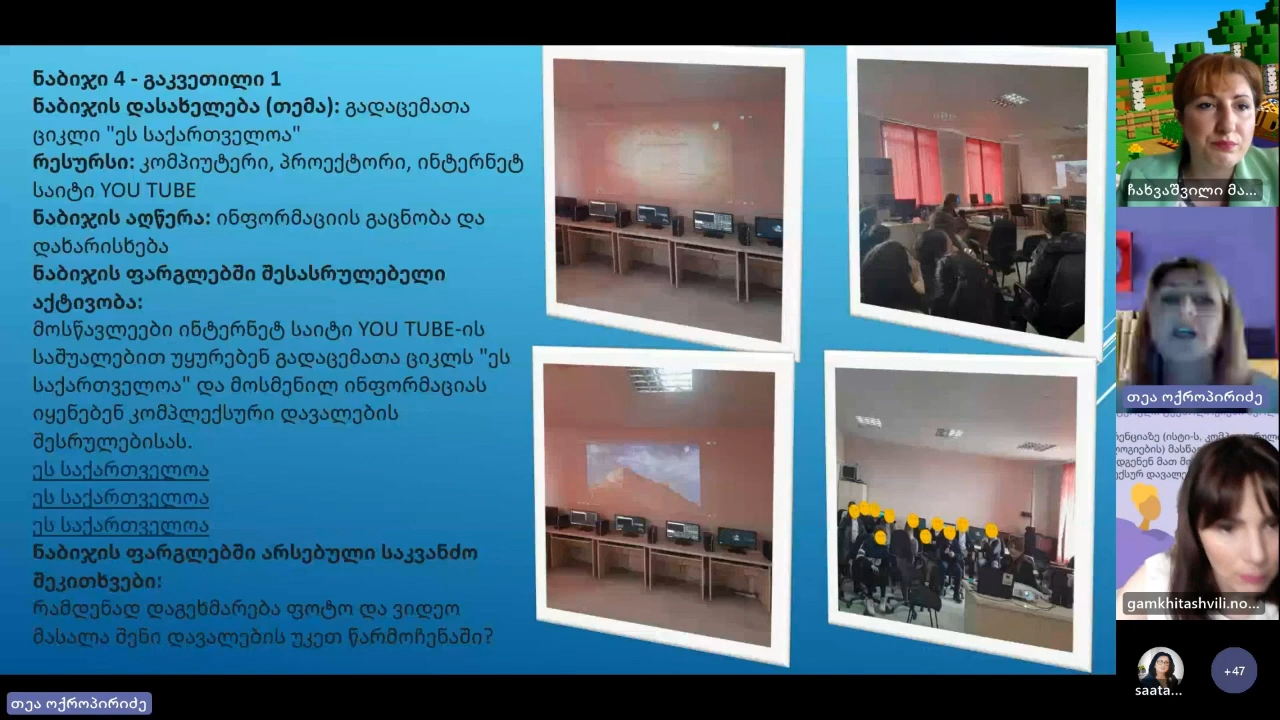 ნაბიჯი 4 - გაკვეთილი 1
ნაბიჯის დასახელება (თემა): გადაცემათა
ციკლი "ეს საქართველოა"
რესურსი: კომპიუტერი, პროექტორი, ინტერნეტ
საიტი YOU TUBE
ნაბიჯის აღწერა: ინფორმაციის გაცნობა და
დახარისხება
ნაბიჯის ფარგლებში შესასრულებელი
აქტივობა:
მოსწავლეები ინტერნეტ საიტი YOU TUBE-ის
საშუალებით უყურებენ გადაცემათა ციკლს "ეს
საქართველოა" და მოსმენილ ინფორმაციას
იყენებენ კომპლექსური დავალების
შესრულებისას.
ეს საქართველოა
ეს საქართველოა
ეს საქართველოა
ნაბიჯის ფარგლებში არსებული საკვანძო
შეკითხვები:
რამდენად დაგეხმარება ფოტო და ვიდეო
მასალა შენი დავალების უკეთ წარმოჩენაში?
თეა ოქროპირიძე
ჩახვაშვილი მა...
თეა ოქროპირიძე
gamkhitashvili.no...
saata...
+47